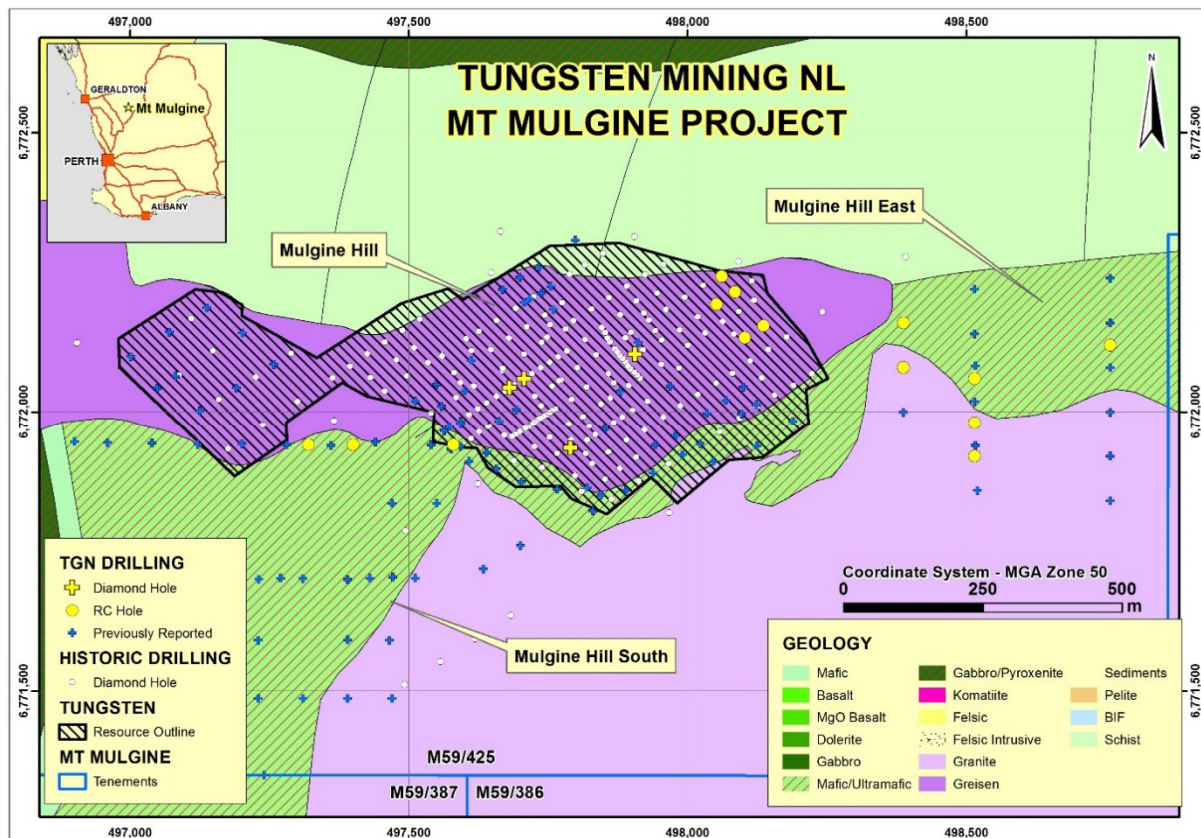 497,000
497,500
498,000
498,500
TUNGSTEN MINING NL
MT MULGINE PROJECT
N
GERALDTON
Mt Mulgine
PERTH
ALBANY
6,772,500
6,772,500
Mulgine Hill
Mulgine Hill East
6,772,000
6,772,000
Mulgine Hill South
6,771,500
6,771,500
TGN DRILLING
Diamond Hole
RC Hole
Previously Reported
HISTORIC DRILLING
Diamond Hole
TUNGSTEN
Resource Outline
MT MULGINE
Tenements
M59/425
M59/387
M59/386
Coordinate System - MGA Zone 50
0
250
500
m
GEOLOGY
Mafic
Basalt
MgO Basalt
Dolerite
Gabbro
Mafic/Ultramafic
Gabbro/Pyroxenite
Komatiite
Felsic
Felsic Intrusive
Granite
Greisen
Sediments
Pelite
BIF
Schist
497,000
497,500
498,000
498,500